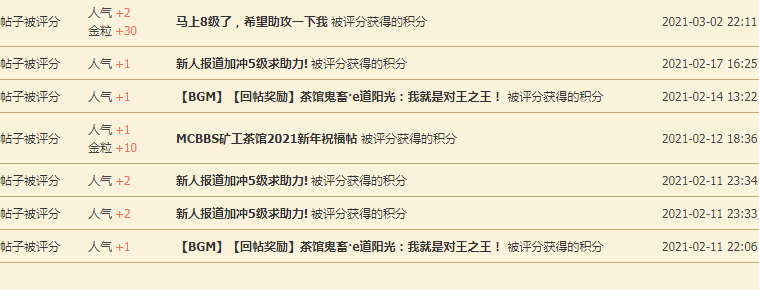 帖子被评分 人气 +2 金粒 +30 马上8级了，希望助攻一下我 被评分获得的积分 2021-03-02 22:11
帖子被评分 人气 +1 新人报道加冲5级求助力! 被评分获得的积分 2021-02-17 16:25
帖子被评分 人气 +1 【BGM】【回帖奖励】茶馆鬼畜·e道阳光：我就是对王之王！ 被评分获得的积分 2021-02-14 13:22
帖子被评分 人气 +1 金粒 +10 MCBBS矿工茶馆2021新年祝福帖 被评分获得的积分 2021-02-12 18:36
帖子被评分 人气 +2 新人报道加冲5级求助力! 被评分获得的积分 2021-02-11 23:34
帖子被评分 人气 +2 新人报道加冲5级求助力! 被评分获得的积分 2021-02-11 23:33
帖子被评分 人气 +1 【BGM】【回帖奖励】茶馆鬼畜·e道阳光：我就是对王之王！ 被评分获得的积分 2021-02-11 22:06